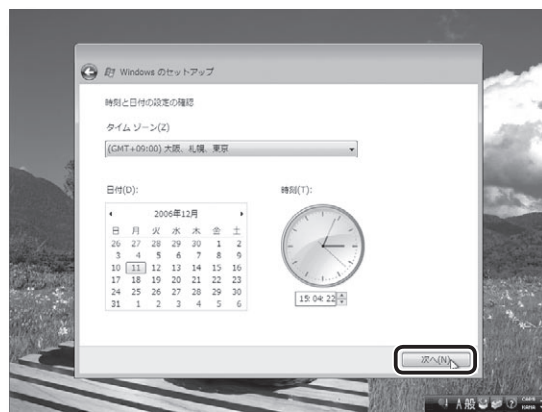 Windows のセットアップ
時刻と日付の設定の確認
タイム ゾーン(Z)
(GMT+09:00) 大阪、札幌、東京
日付(D):
時刻(T):
2006年12月
日 月 火 水 木 金 土
26 27 28 29 30 1 2
3 4 5 6 7 8 9
10 11 12 13 14 15 16
17 18 19 20 21 22 23
24 25 26 27 28 29 30
31 1 2 3 4 5 6
15:04:22
次へ(N)
A 般
CAPS
KANA